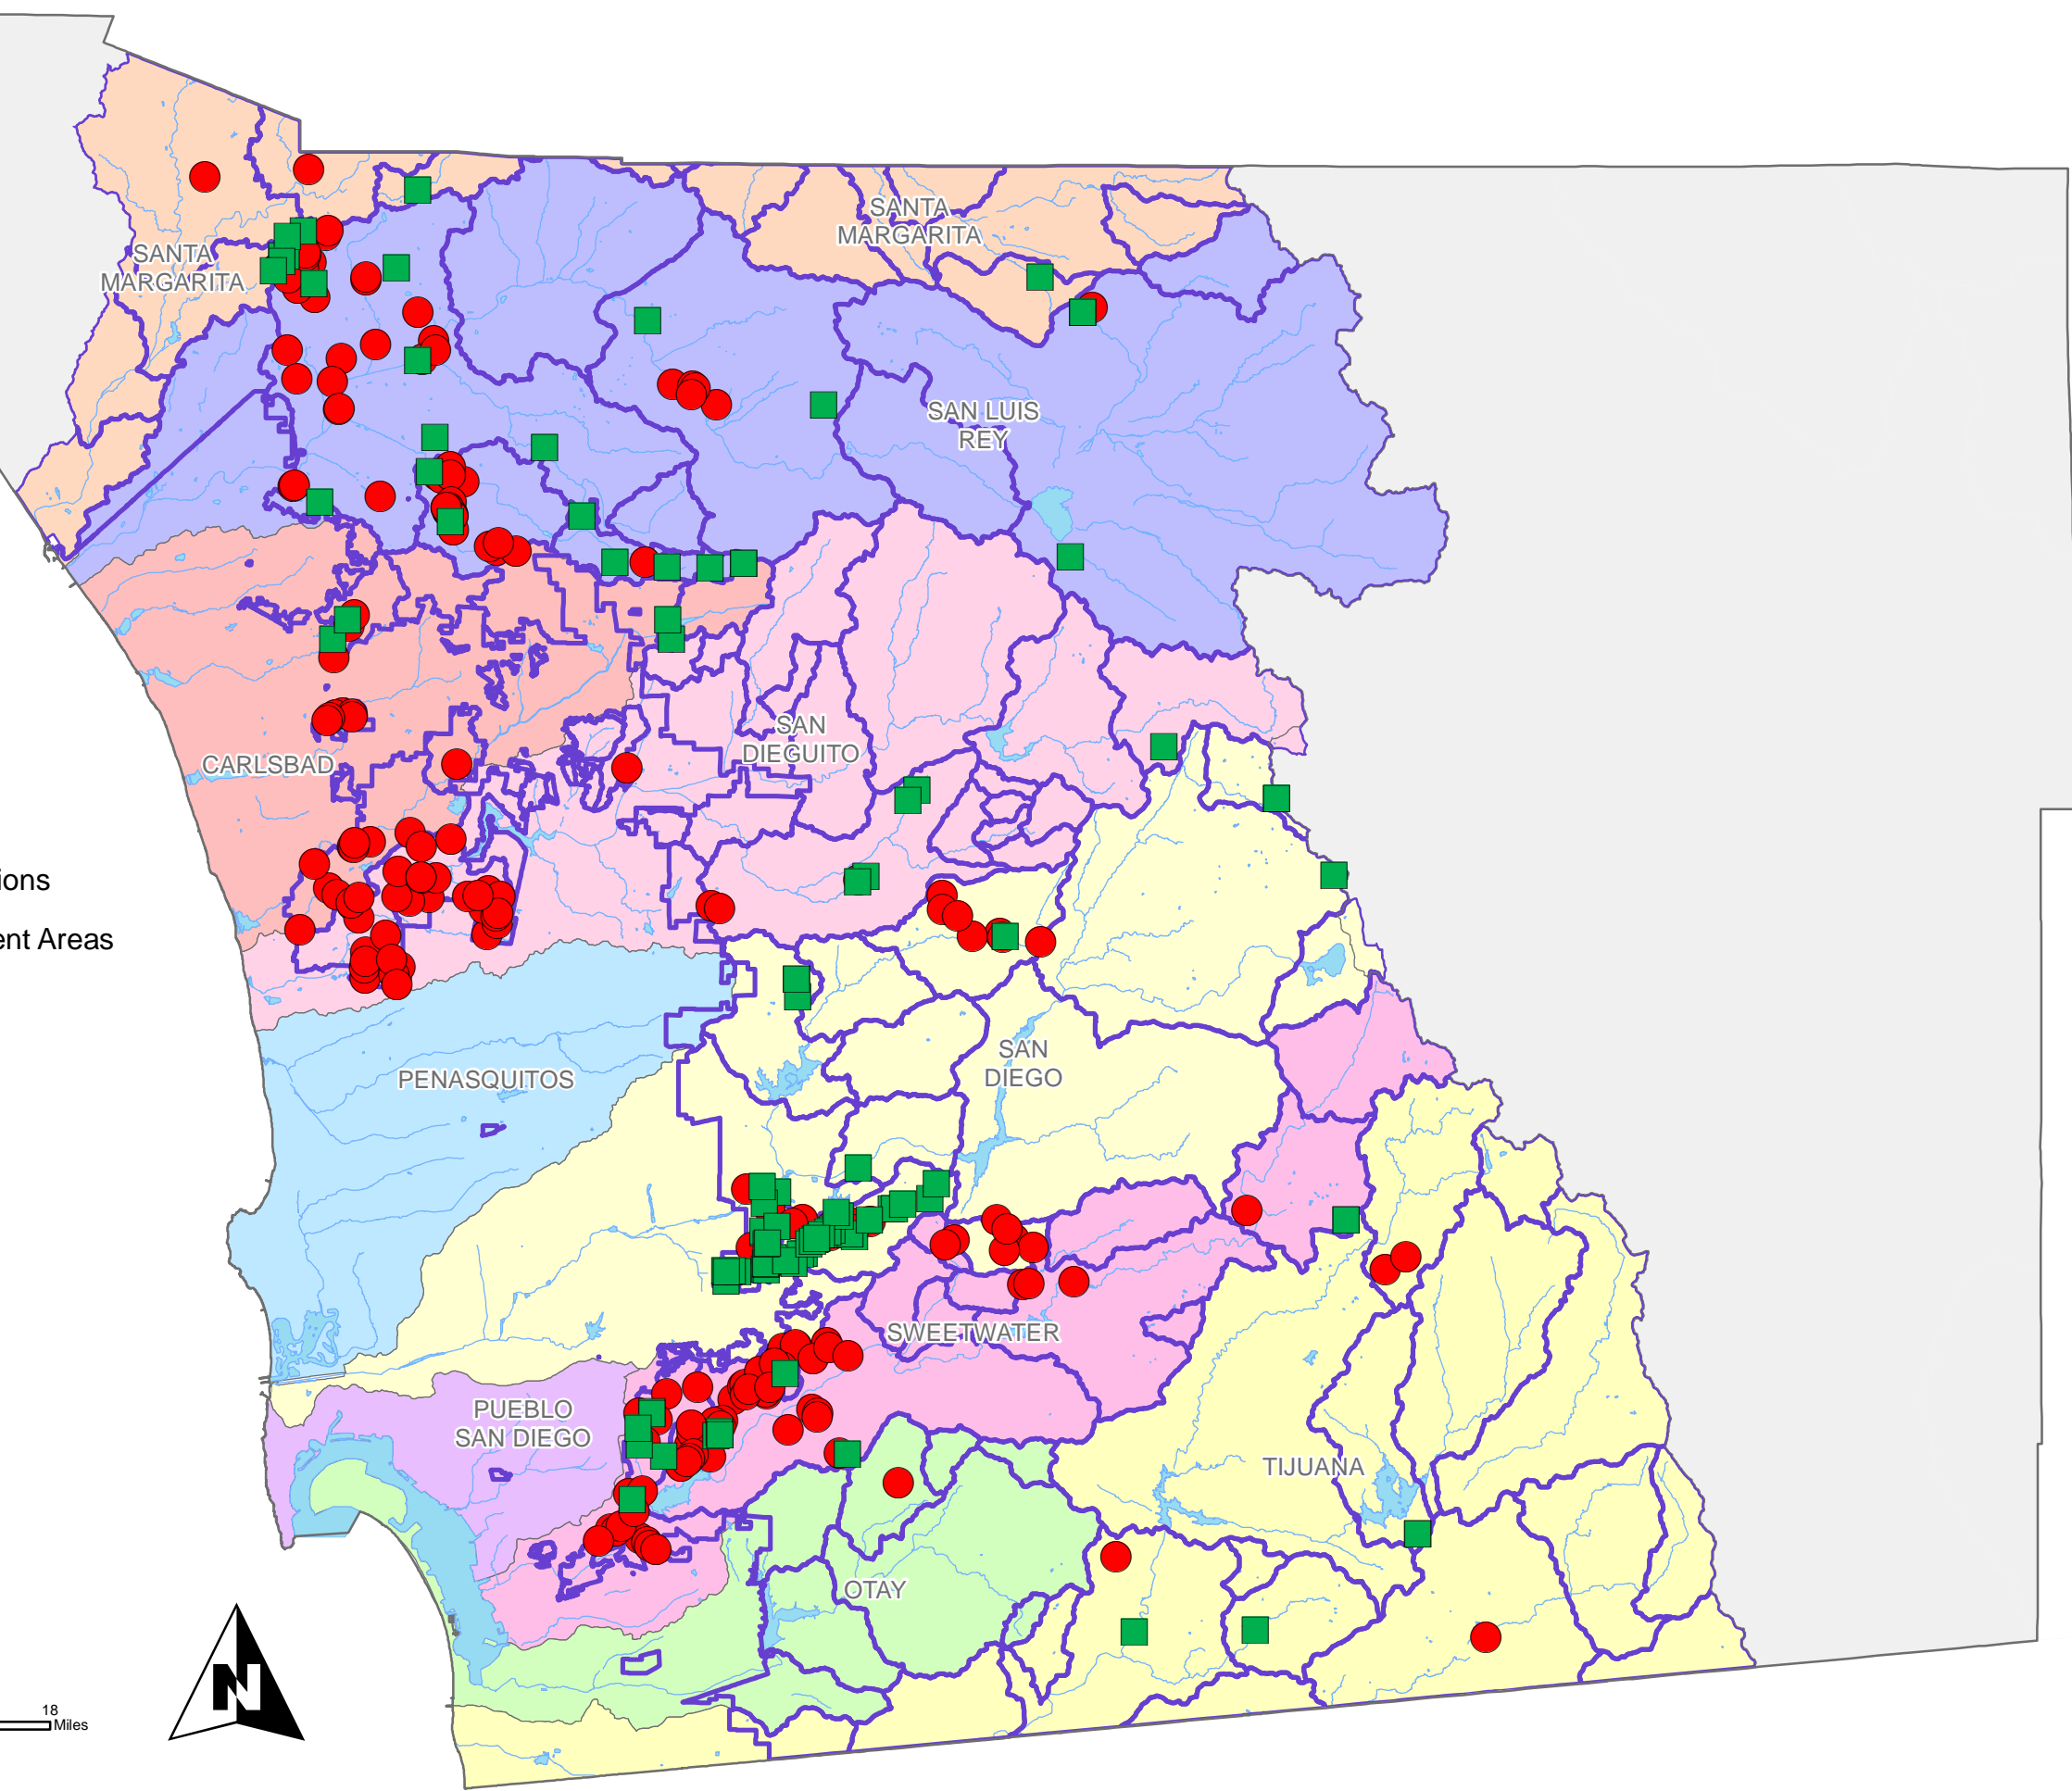 SANTA
MARGARITA
SANTA
MARGARITA
SAN LUIS
REY
SAN
DIEGUITO
CARLSBAD
ions
ent Areas
SAN
DIEGO
PENASQUITOS
SWEETWATER
PUEBLO
SAN DIEGO
TIJUANA
OTAY
N
18
Miles